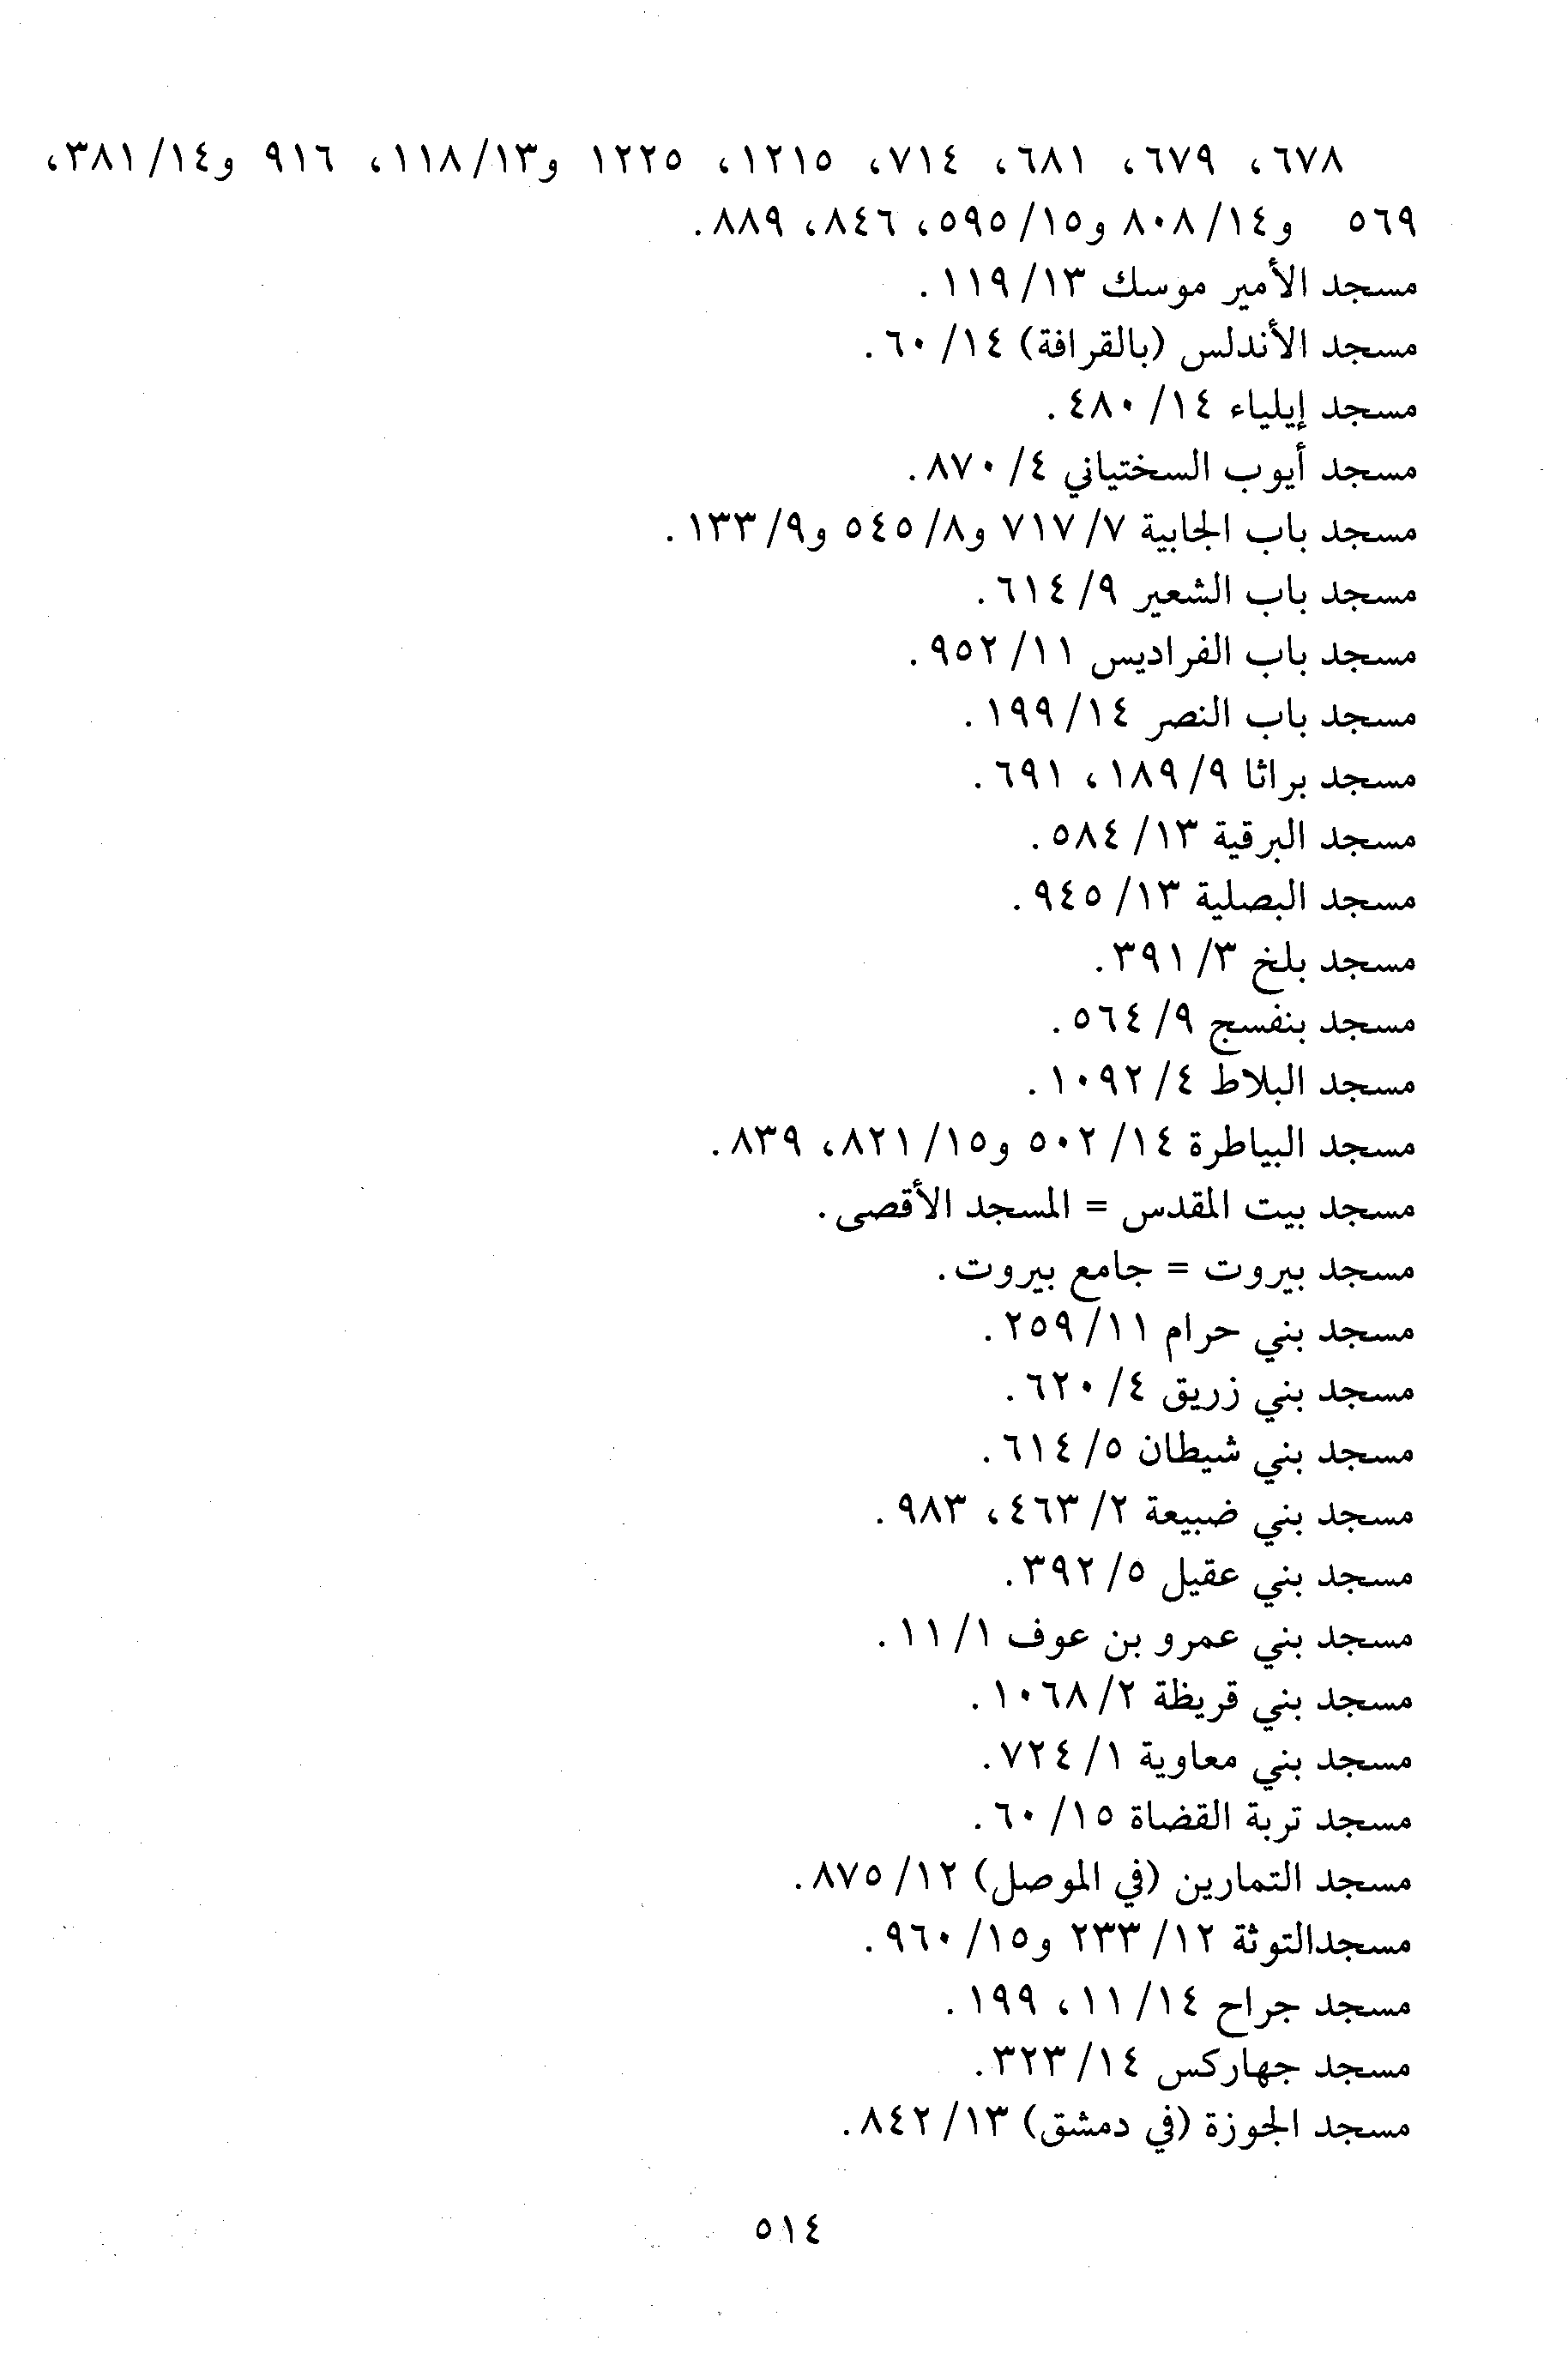 ٦٧٨، ٦٧٩، ٦٨١، ٧١٤، ١٢١٥، ١٢٢٥ و١٣/ ١١٨، ٩١٦ و١٤/ ٣٨١،
٥٦٩ و١٤/ ٨٠٨ و١٥/ ٥٩٥، ٨٤٦، ٨٨٩.
مسجد الأمير موسك ١٣/ ١١٩.
مسجد الأندلس (بالقرافة) ١٤/ ٦٠.
مسجد إيلياء ١٤/ ٤٨٠.
مسجد أيوب السختياني ٤/ ٨٧٠.
مسجد باب الجابية ٧/ ٧١٧ و٨/ ٥٤٥ و٩/ ١٣٣.
مسجد باب الشعير ٩/ ٦١٤.
مسجد باب الفراديس ١١/ ٩٥٢.
مسجد باب النصر ١٤/ ١٩٩.
مسجد براثا ٩/ ١٨٩، ٦٩١.
مسجد البرقية ١٣/ ٥٨٤.
مسجد البصلية ١٣/ ٩٤٥.
مسجد بلخ ٣/ ٣٩١.
مسجد بنفسج ٩/ ٥٦٤.
مسجد البلاط ٤/ ١٠٩٢.
مسجد البياطرة ١٤/ ٥٠٢ و١٥/ ٨٢١، ٨٣٩.
مسجد بيت المقدس = المسجد الأقصى.
مسجد بيروت = جامع بيروت.
مسجد بني حرام ١١/ ٢٥٩.
مسجد بني زريق ٤/ ٦٢٠.
مسجد بني شيطان ٥/ ٦١٤.
مسجد بني ضبيعة ٢/ ٤٦٣، ٩٨٣.
مسجد بني عقيل ٥/ ٣٩٢.
مسجد بني عمرو بن عوف ١/ ١١.
مسجد بني قريظة ٢/ ١٠٦٨.
مسجد بني معاوية ١/ ٧٢٤.
مسجد تربة القضاة ١٥/ ٦٠.
مسجد التمارين (في الموصل) ١٢/ ٨٧٥.
مسجدالتوثة ١٢/ ٢٣٣ و١٥/ ٩٦٠.
مسجد جراح ١٤/ ١١، ١٩٩.
مسجد جهاركس ١٤/ ٣٢٣.
مسجد الجوزة (في دمشق) ١٣/ ٨٤٢.
٥١٤